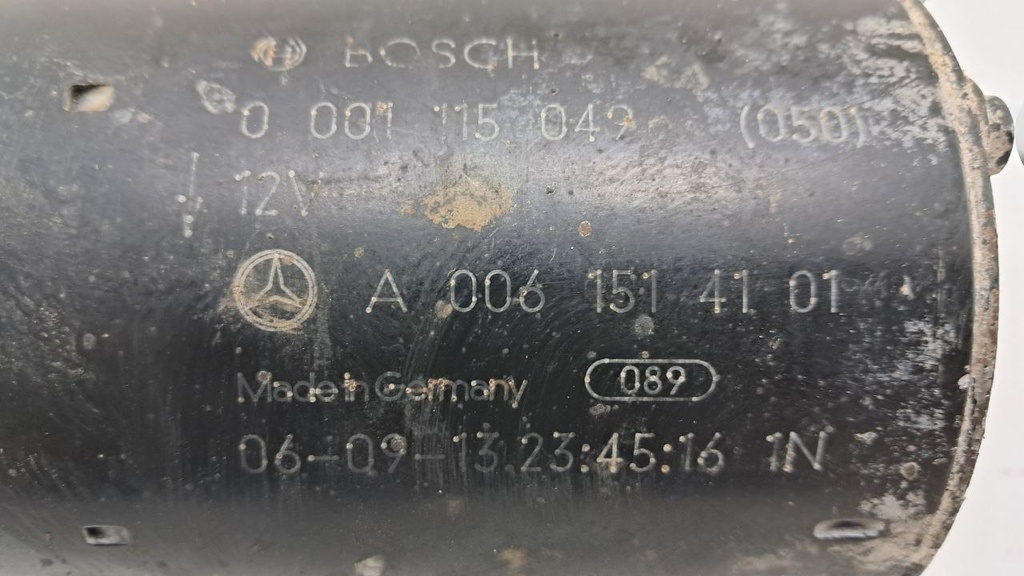 BOSCH
0 001 115 049 (050)
12V
A 006 151 41 01
Made in Germany 089
06-09-13.23:45:16 1N